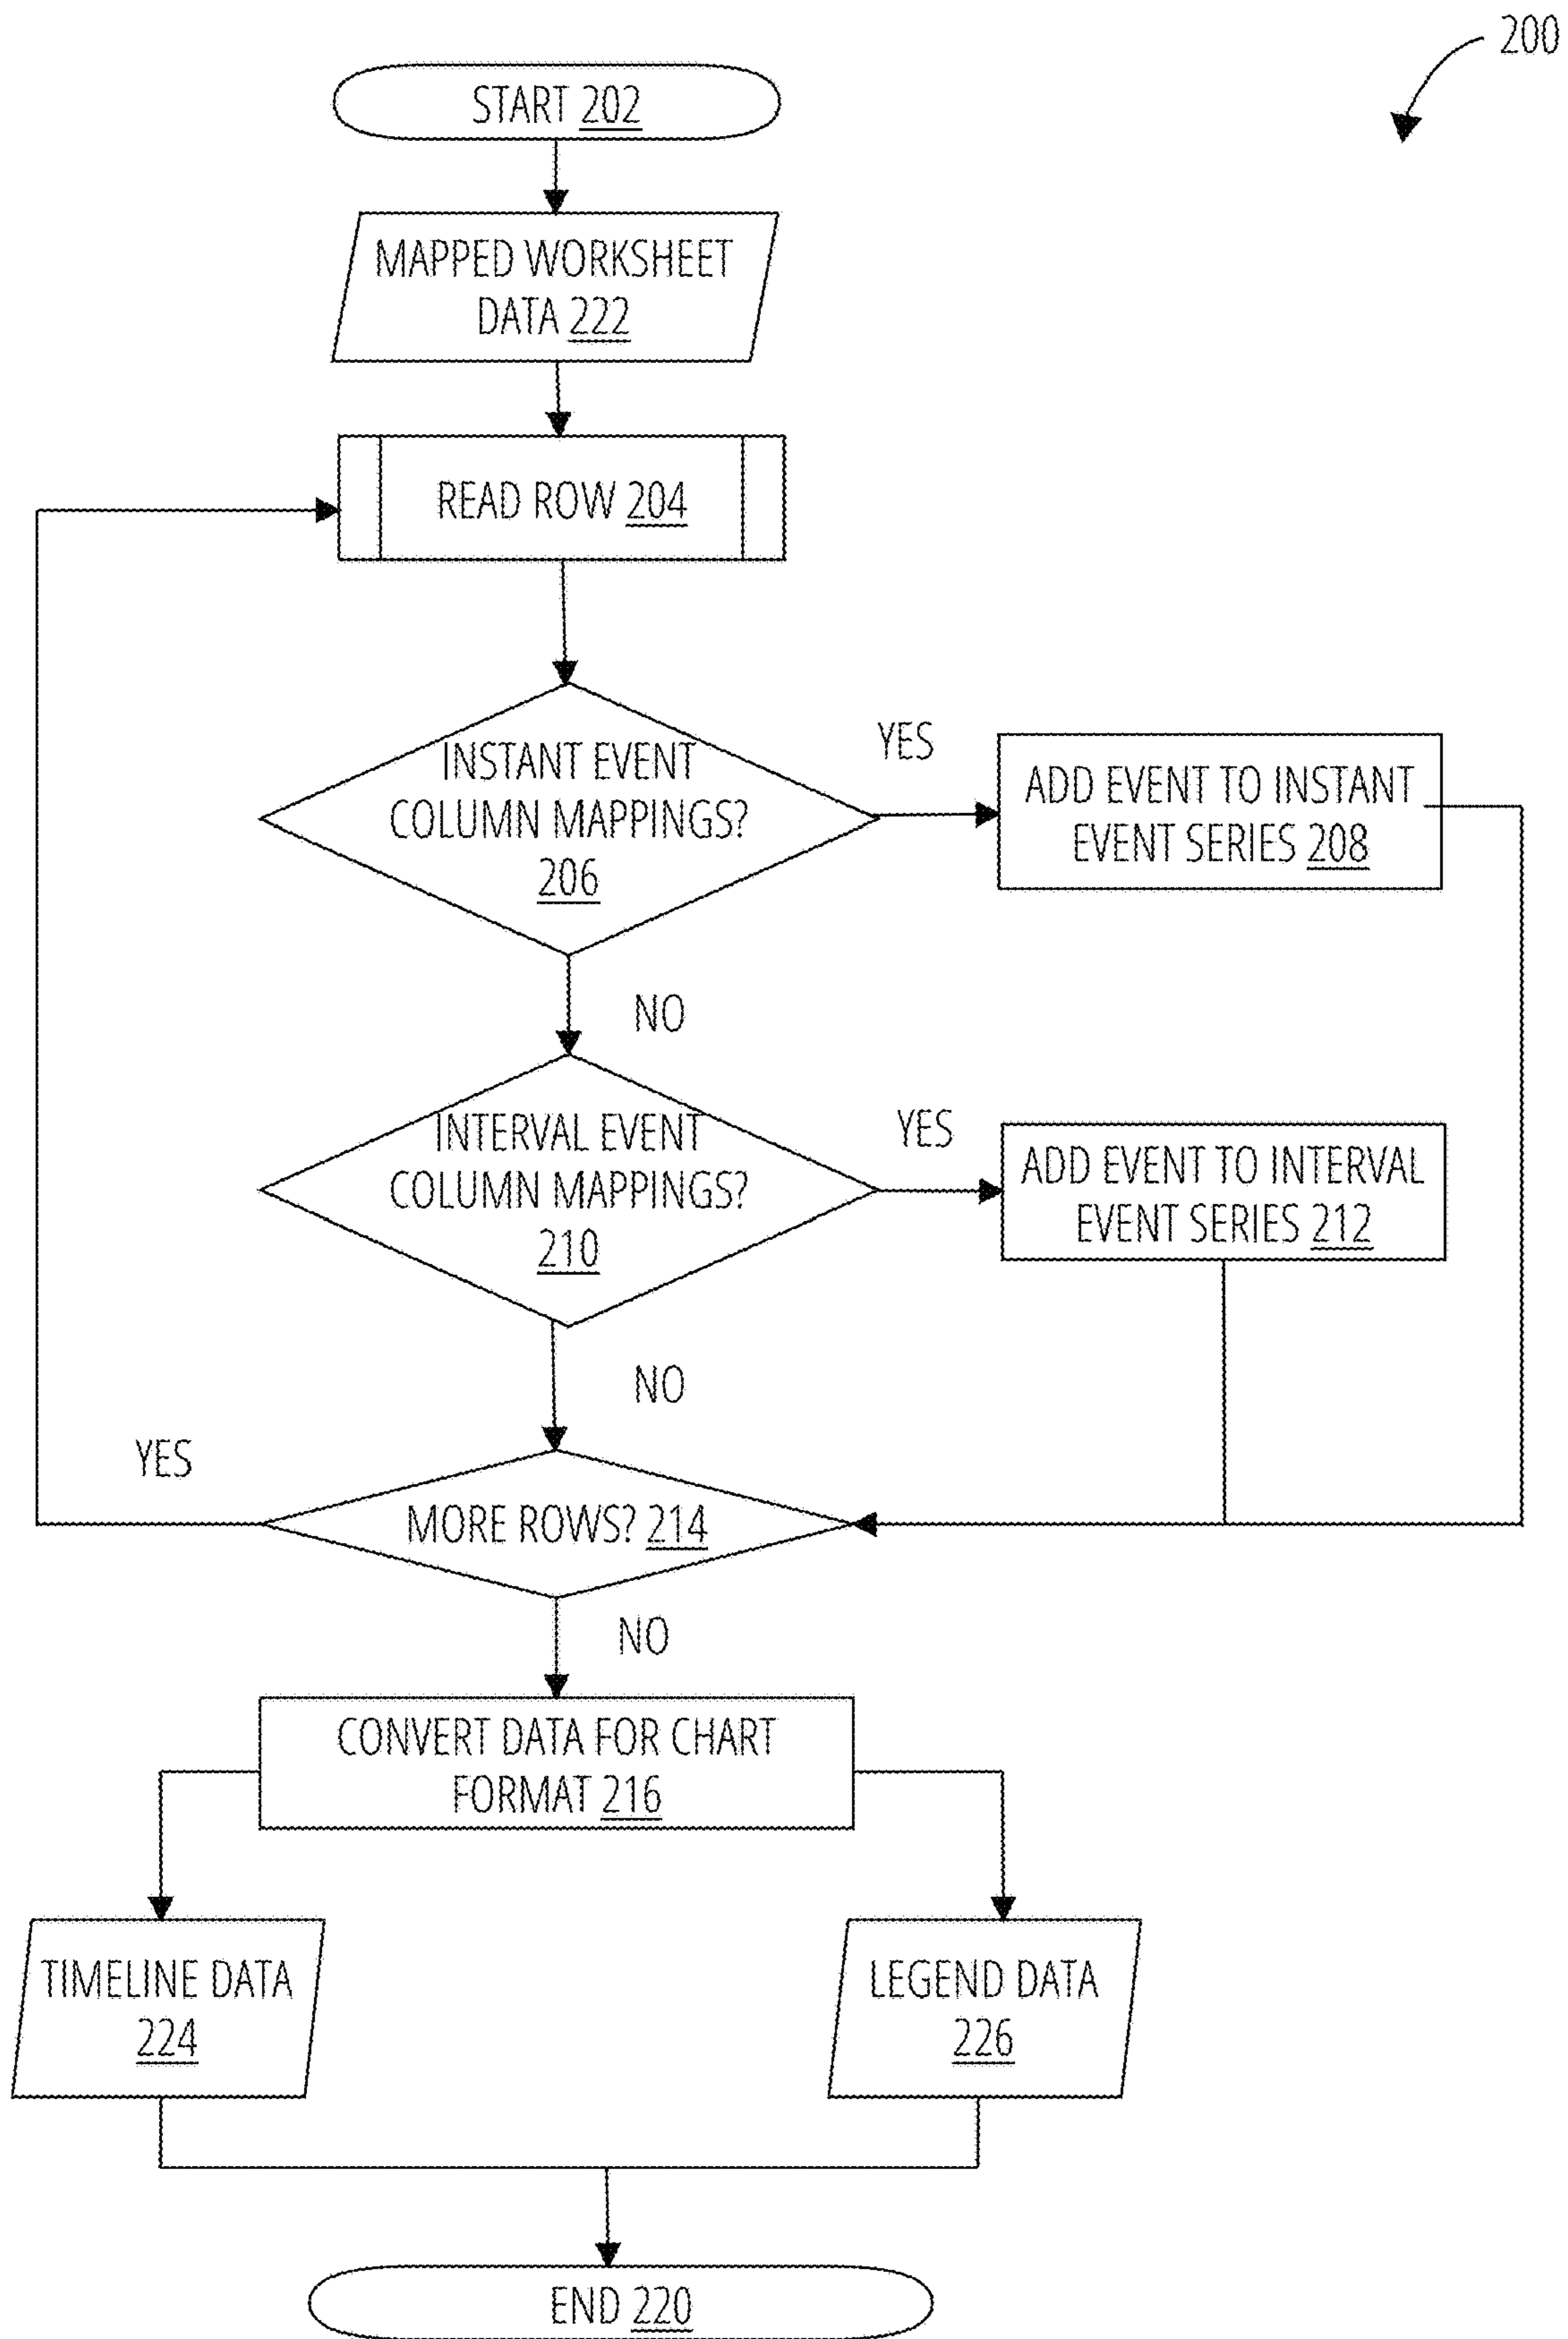 200
START 202
MAPPED WORKSHEET
DATA 222
READ ROW 204
INSTANT EVENT
COLUMN MAPPINGS?
206
YES
ADD EVENT TO INSTANT
EVENT SERIES 208
NO
INTERVAL EVENT
COLUMN MAPPINGS?
210
YES
ADD EVENT TO INTERVAL
EVENT SERIES 212
NO
YES
MORE ROWS? 214
NO
CONVERT DATA FOR CHART
FORMAT 216
TIMELINE DATA
224
LEGEND DATA
226
END 220